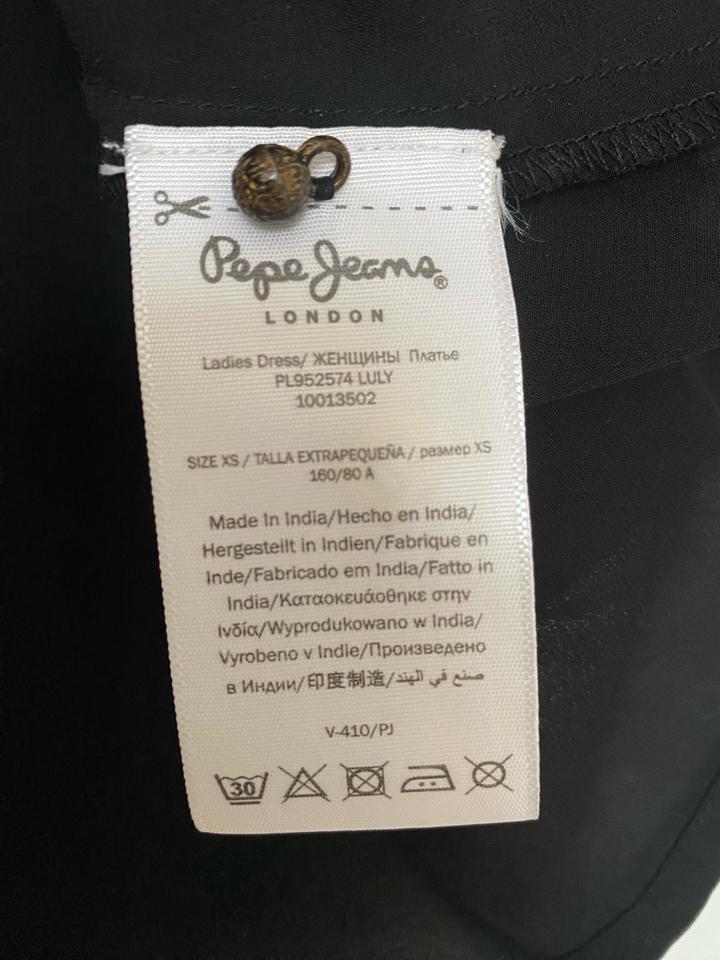 Pepe Jeans®
LONDON
Ladies Dress/ ЖЕНЩИНЫ Платье
PL952574 LULY
10013502
SIZE XS / TALLA EXTRAPEQUEÑA / размер XS
160/80 A
Made In India/Hecho en India/
Hergestellt in Indien/Fabrique en
Inde/Fabricado em India/Fatto in
India/Κατασκευάσθηκε στην
Ινδία/Wyprodukowano w India/
Vyrobeno v Indie/Произведено
в Индии/印度制造/صنع في الهند
V-410/PJ
30